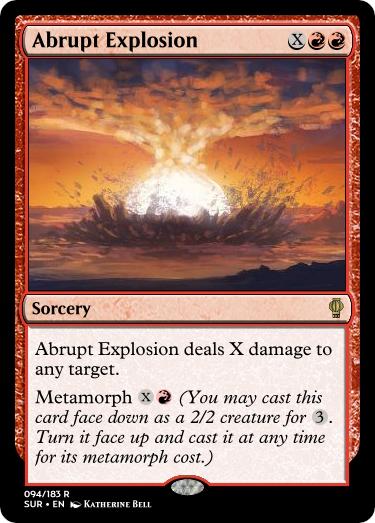 Abrupt Explosion X
Sorcery
Abrupt Explosion deals X damage to
any target.
Metamorph X (You may cast this
card face down as a 2/2 creature for 3.
Turn it face up and cast it at any time
for its metamorph cost.)
094/183 R
SUR • EN Katherine Bell